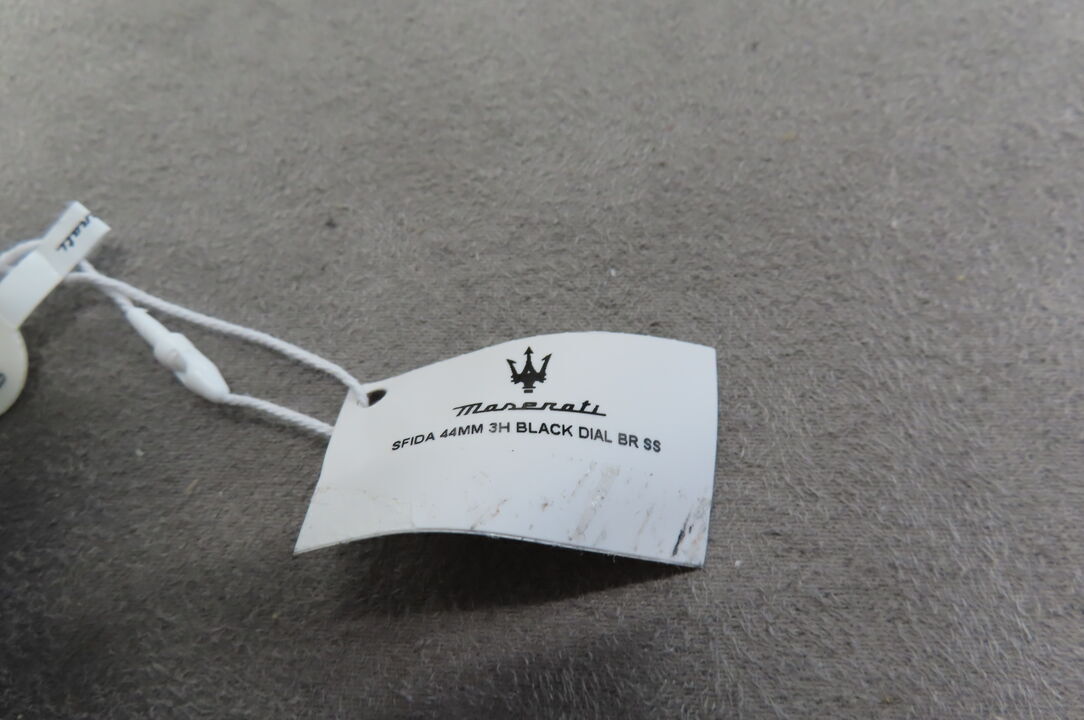 Maserati
SFIDA 44MM 3H BLACK DIAL BR SS